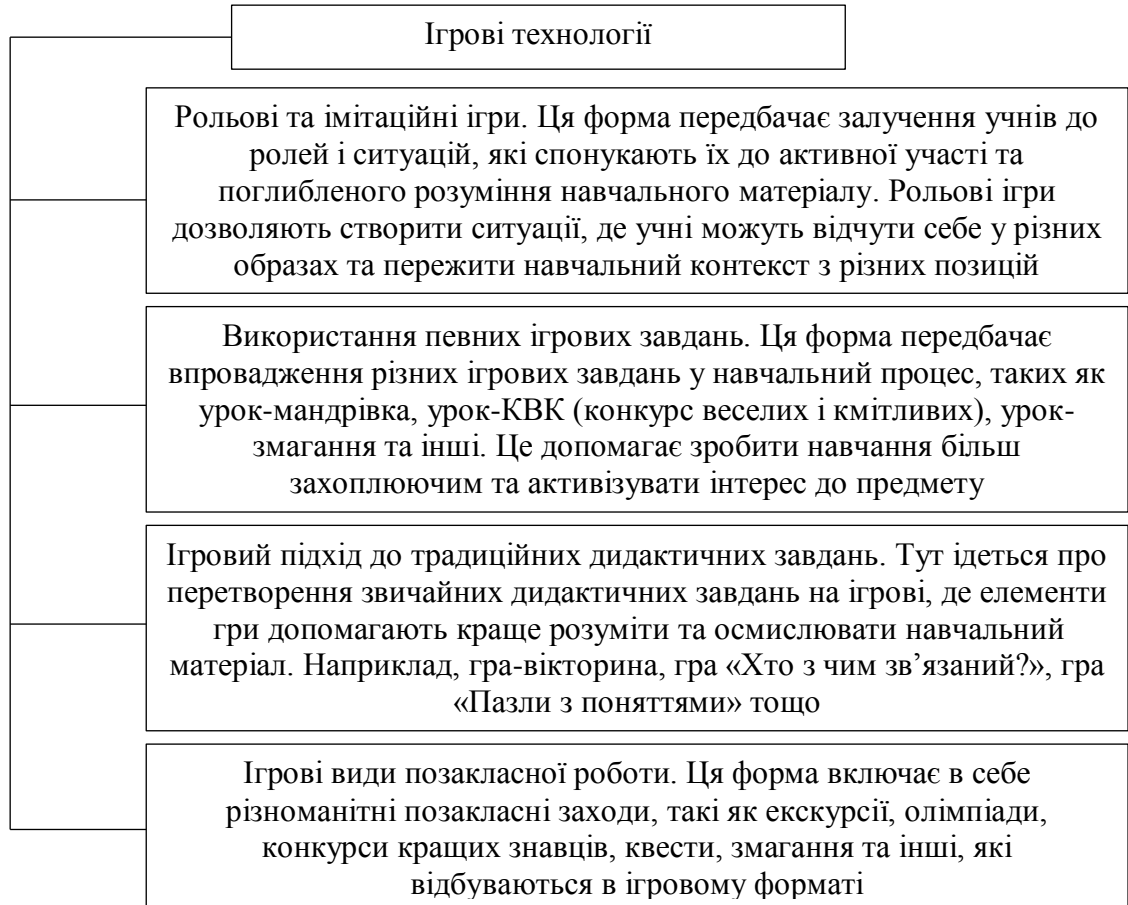 Ігрові технології
Рольові та імітаційні ігри. Ця форма передбачає залучення учнів до
ролей і ситуацій, які спонукають їх до активної участі та
поглибленого розуміння навчального матеріалу. Рольові ігри
дозволяють створити ситуації, де учні можуть відчути себе у різних
образах та пережити навчальний контекст з різних позицій
Використання певних ігрових завдань. Ця форма передбачає
впровадження різних ігрових завдань у навчальний процес, таких як
урок-мандрівка, урок-КВК (конкурс веселих і кмітливих), урок-
змагання та інші. Це допомагає зробити навчання більш
захоплюючим та активізувати інтерес до предмету
Ігровий підхід до традиційних дидактичних завдань. Тут ідеться про
перетворення звичайних дидактичних завдань на ігрові, де елементи
гри допомагають краще розуміти та осмислювати навчальний
матеріал. Наприклад, гра-вікторина, гра «Хто з чим зв’язаний?», гра
«Пазли з поняттями» тощо
Ігрові види позакласної роботи. Ця форма включає в себе
різноманітні позакласні заходи, такі як екскурсії, олімпіади,
конкурси кращих знавців, квести, змагання та інші, які
відбуваються в ігровому форматі